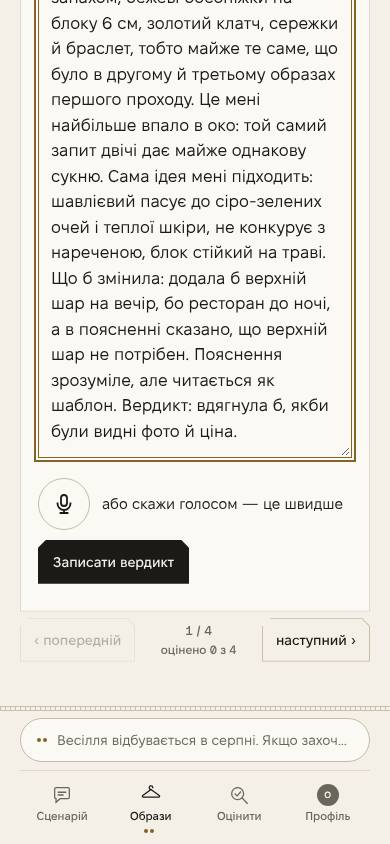 запахом, бежеві босоніжки на
блоку 6 см, золотий клатч, сережки
й браслет, тобто майже те саме, що
було в другому й третьому образах
першого проходу. Це мені
найбільше впало в око: той самий
запит двічі дає майже однакову
сукню. Сама ідея мені підходить:
шавлієвий пасує до сіро-зелених
очей і теплої шкіри, не конкурує з
нареченою, блок стійкий на траві.
Що б змінила: додала б верхній
шар на вечір, бо ресторан до ночі,
а в поясненні сказано, що верхній
шар не потрібен. Пояснення
зрозуміле, але читається як
шаблон. Вердикт: вдягнула б, якби
були видні фото й ціна.
або скажи голосом — це швидше
Записати вердикт
‹ попередній
1 / 4
оцінено 0 з 4
наступний ›
Весілля відбувається в серпні. Якщо захоч...
Сценарій
Образи
Оцінити
О
Профіль